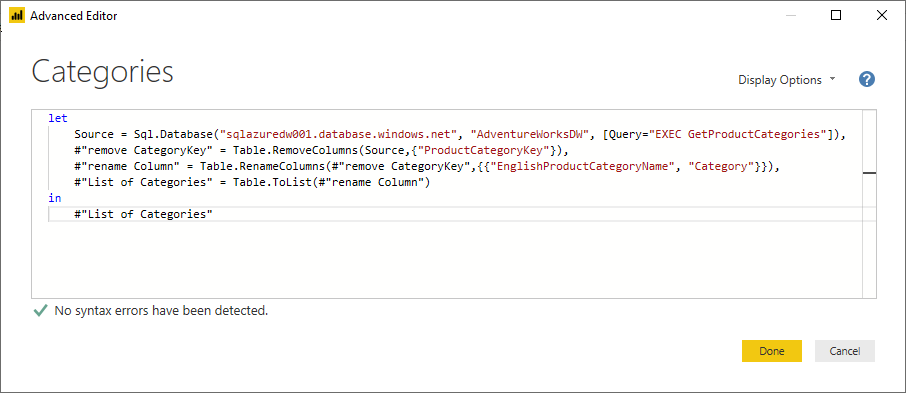 Advanced Editor
Categories
Display Options
?
let
    Source = Sql.Database("sqlazuredw001.database.windows.net", "AdventureWorksDW", [Query="EXEC GetProductCategories"]),
    #"remove CategoryKey" = Table.RemoveColumns(Source,{"ProductCategoryKey"}),
    #"rename Column" = Table.RenameColumns(#"remove CategoryKey",{{"EnglishProductCategoryName", "Category"}}),
    #"List of Categories" = Table.ToList(#"rename Column")
in
    #"List of Categories"
No syntax errors have been detected.
Done
Cancel